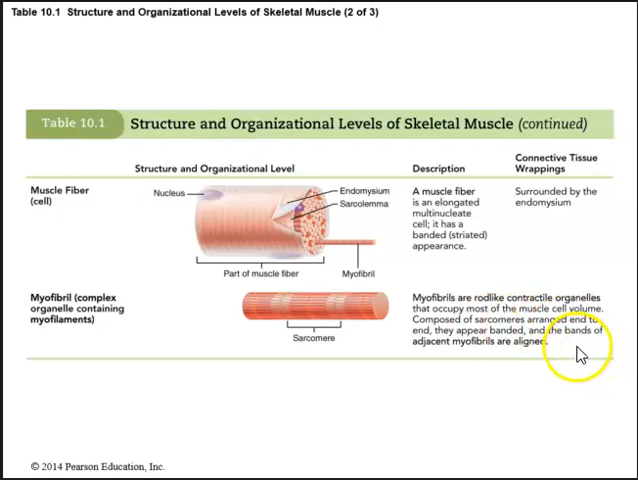 Table 10.1 Structure and Organizational Levels of Skeletal Muscle (2 of 3)
Table 10.1 Structure and Organizational Levels of Skeletal Muscle (continued)
Structure and Organizational Level
Description
Connective Tissue
Wrappings
Muscle Fiber
(cell)
Nucleus
Endomysium
Sarcolemma
Part of muscle fiber
Myofibril
A muscle fiber
is an elongated
multinucleate
cell; it has a
banded (striated)
appearance.
Surrounded by the
endomysium
Myofibril (complex
organelle containing
myofilaments)
Sarcomere
Myofibrils are rodlike contractile organelles
that occupy most of the muscle cell volume.
Composed of sarcomeres arranged end to
end, they appear banded, and the bands of
adjacent myofibrils are aligned.
© 2014 Pearson Education, Inc.